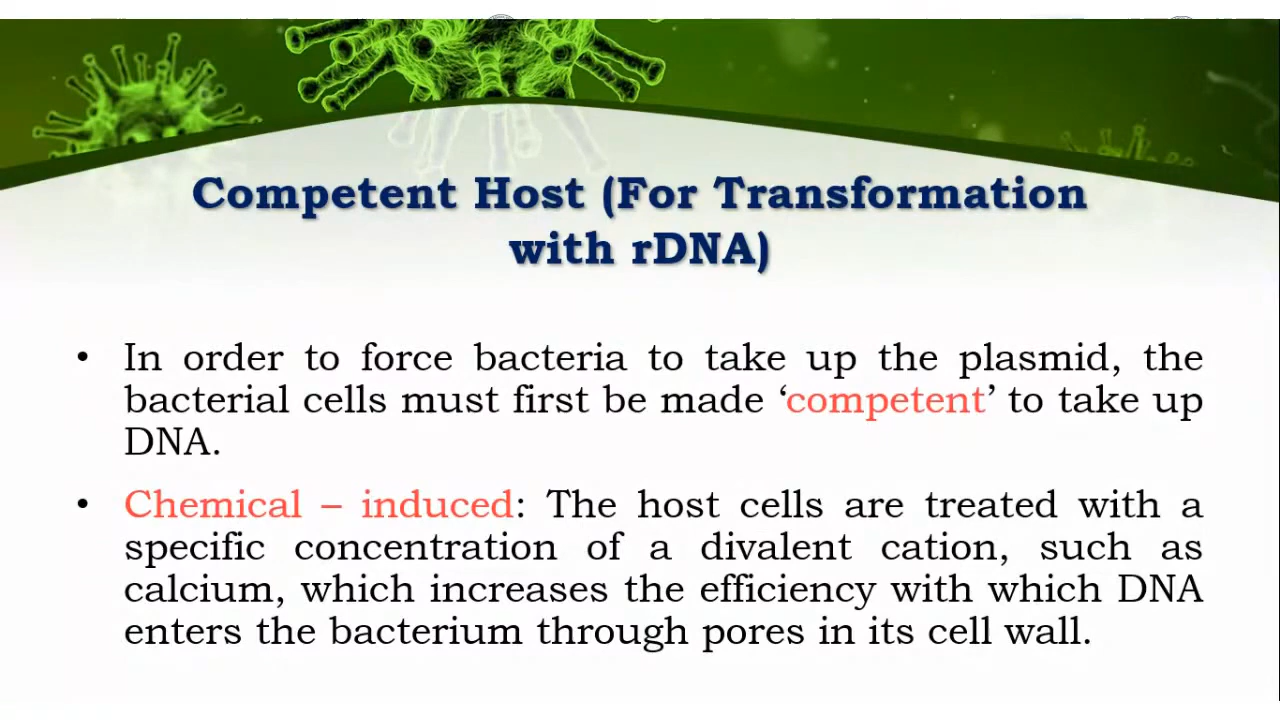 Competent Host (For Transformation
with rDNA)
• In order to force bacteria to take up the plasmid, the
bacterial cells must first be made ‘competent’ to take up
DNA.
• Chemical – induced: The host cells are treated with a
specific concentration of a divalent cation, such as
calcium, which increases the efficiency with which DNA
enters the bacterium through pores in its cell wall.